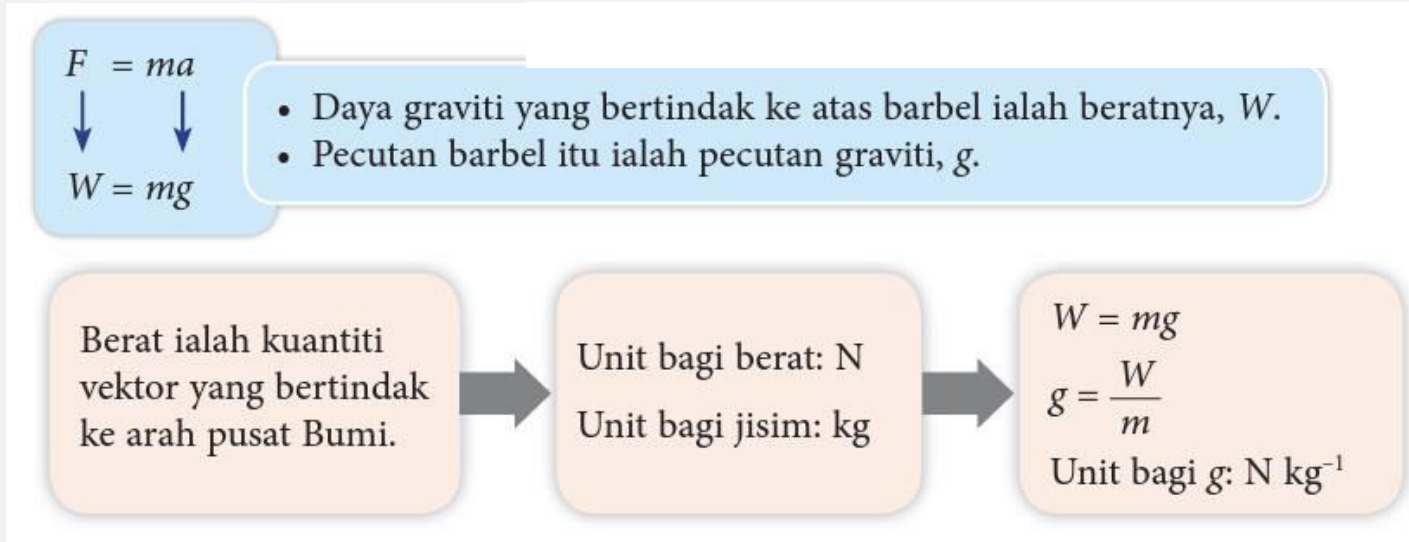 F = ma
W = mg
• Daya graviti yang bertindak ke atas barbel ialah beratnya, W.
• Pecutan barbel itu ialah pecutan graviti, g.
Berat ialah kuantiti
vektor yang bertindak
ke arah pusat Bumi.
Unit bagi berat: N
Unit bagi jisim: kg
W = mg
g = W/m
Unit bagi g: N kg⁻¹